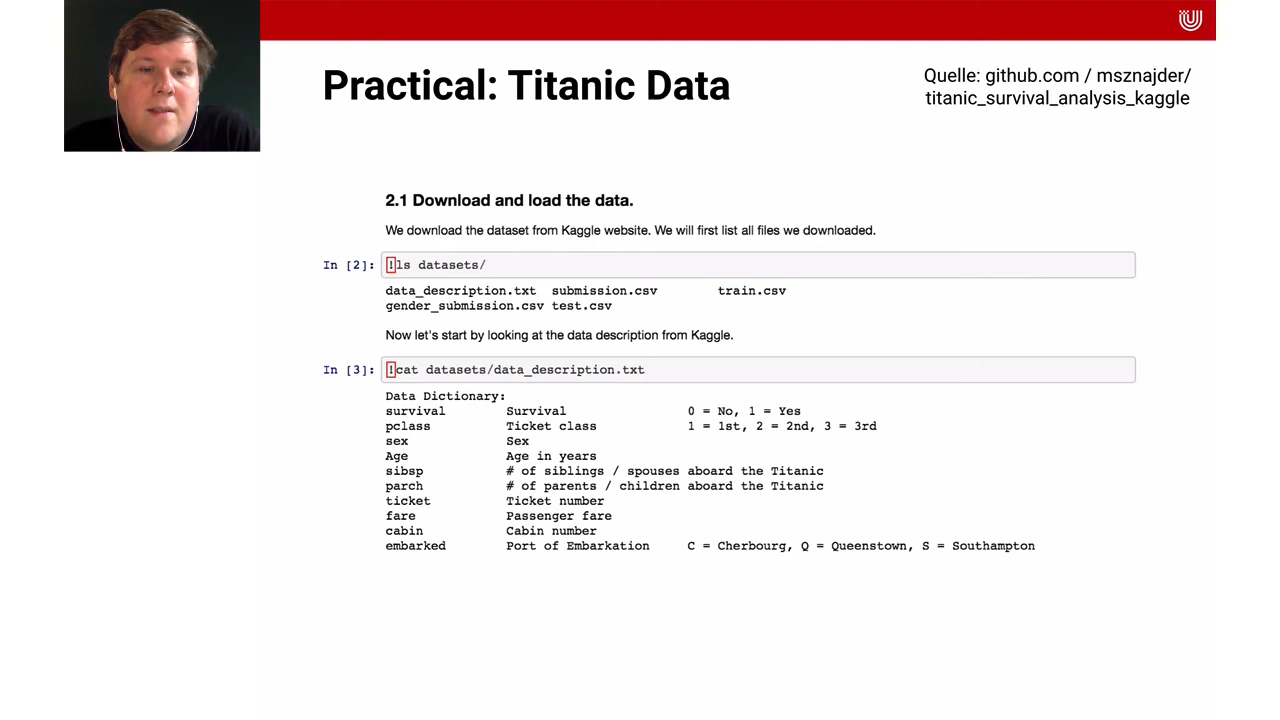 Practical: Titanic Data
Quelle: github.com / msznajder/
titanic_survival_analysis_kaggle
2.1 Download and load the data.
We download the dataset from Kaggle website. We will first list all files we downloaded.
In [2]: !ls datasets/
data_description.txt submission.csv train.csv
gender_submission.csv test.csv
Now let's start by looking at the data description from Kaggle.
In [3]: !cat datasets/data_description.txt
Data Dictionary:
survival Survival 0 = No, 1 = Yes
pclass Ticket class 1 = 1st, 2 = 2nd, 3 = 3rd
sex Sex
Age Age in years
sibsp # of siblings / spouses aboard the Titanic
parch # of parents / children aboard the Titanic
ticket Ticket number
fare Passenger fare
cabin Cabin number
embarked Port of Embarkation C = Cherbourg, Q = Queenstown, S = Southampton